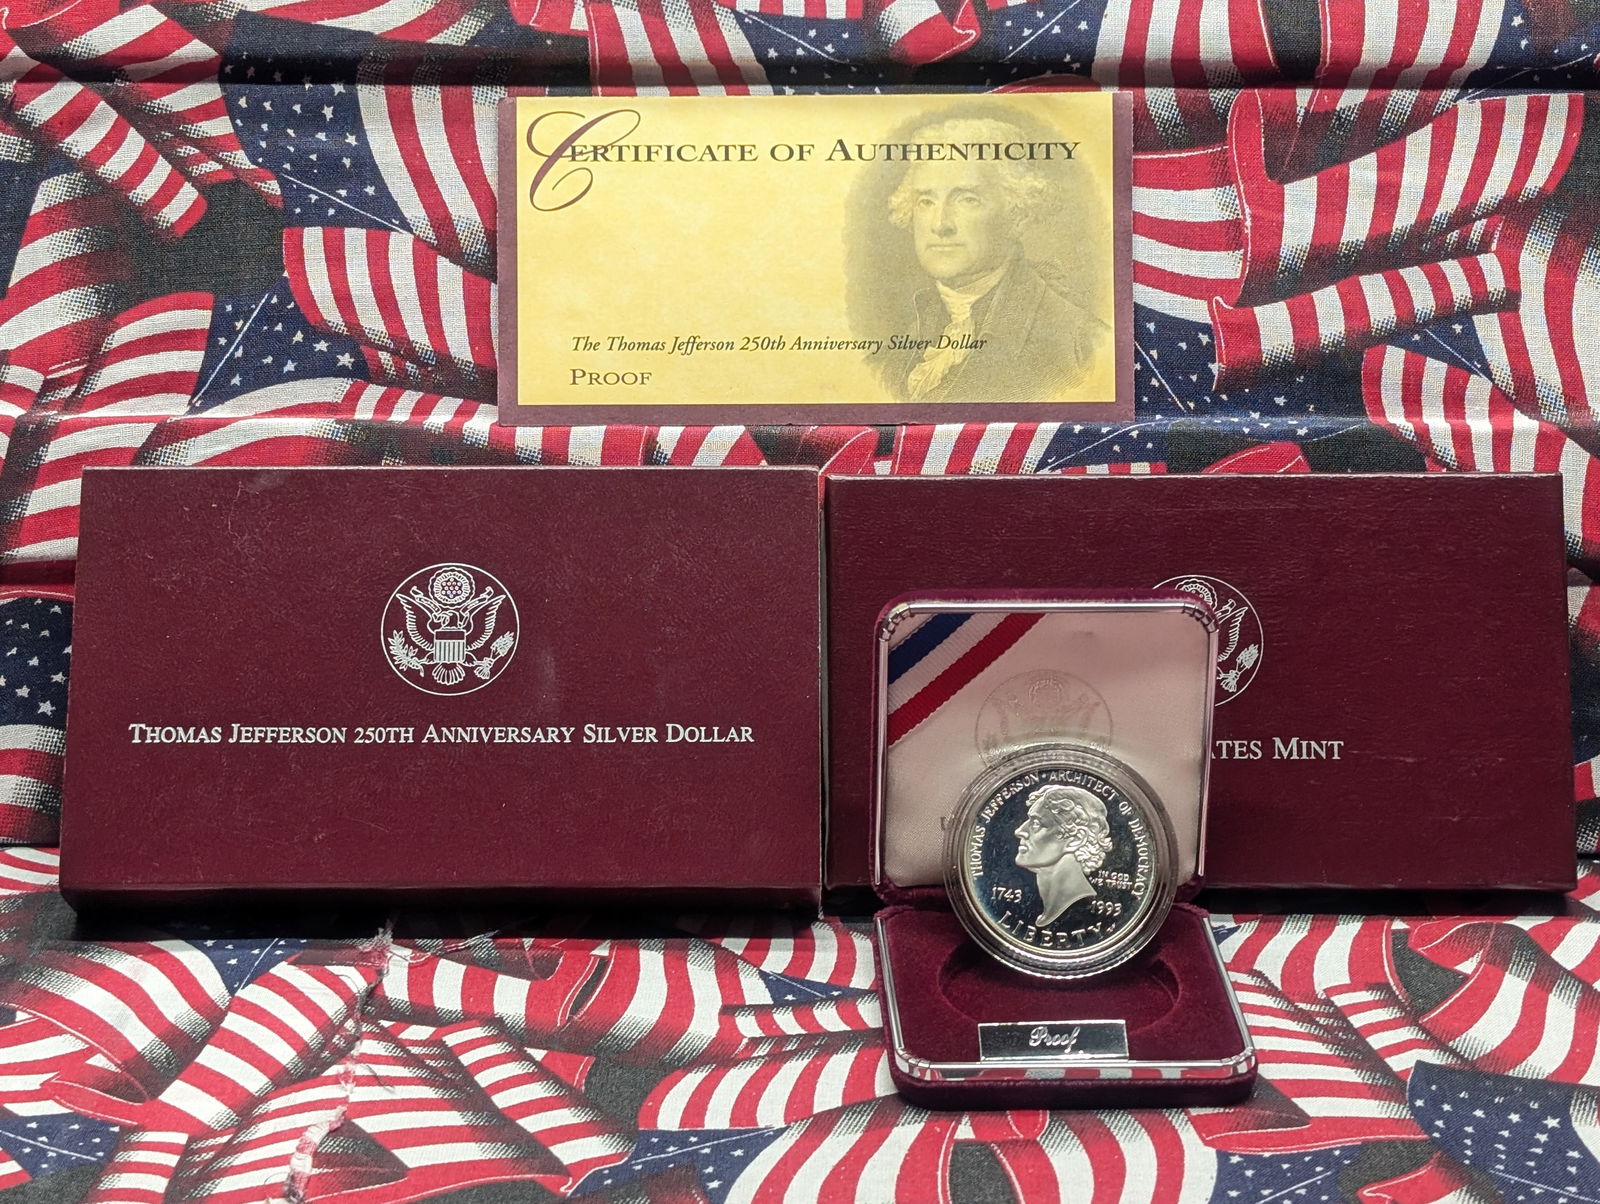 CERTIFICATE OF AUTHENTICITY
The Thomas Jefferson 250th Anniversary Silver Dollar
PROOF
THOMAS JEFFERSON 250TH ANNIVERSARY SILVER DOLLAR
ATES MINT
THOMAS JEFFERSON · ARCHITECT OF DEMOCRACY
IN GOD
WE TRUST
1743
1993
LIBERTY
Proof